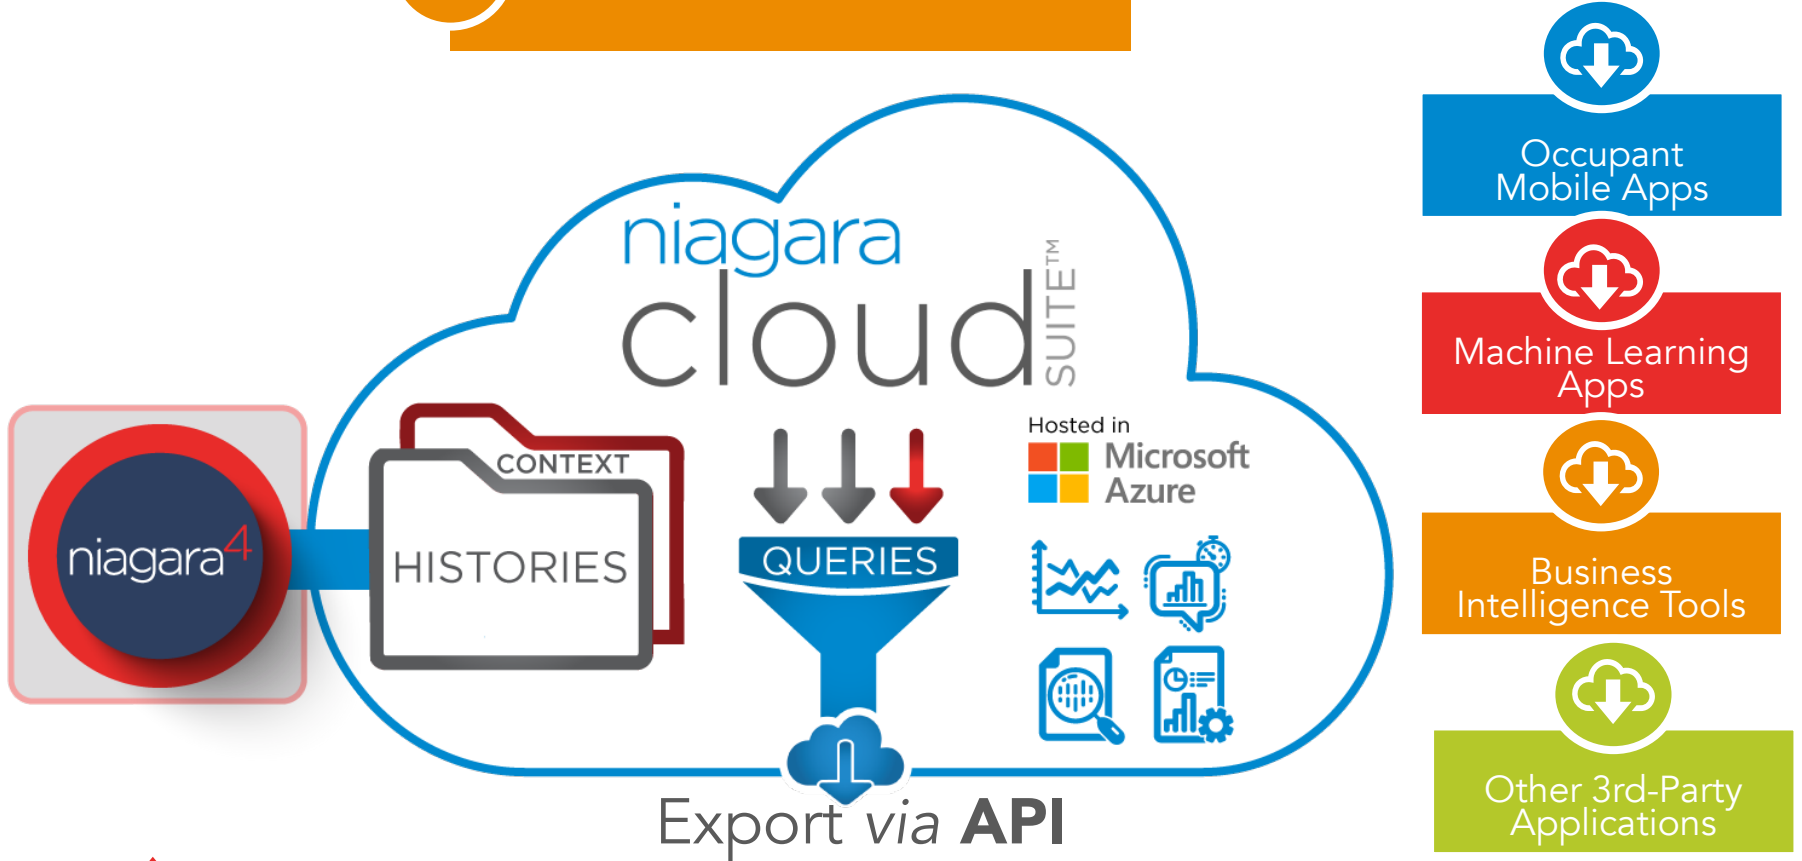 niagara
cloud
SUITE™
Hosted in
Microsoft
Azure
niagara4
CONTEXT
HISTORIES
QUERIES
Export via API
Occupant
Mobile Apps
Machine Learning
Apps
Business
Intelligence Tools
Other 3rd-Party
Applications